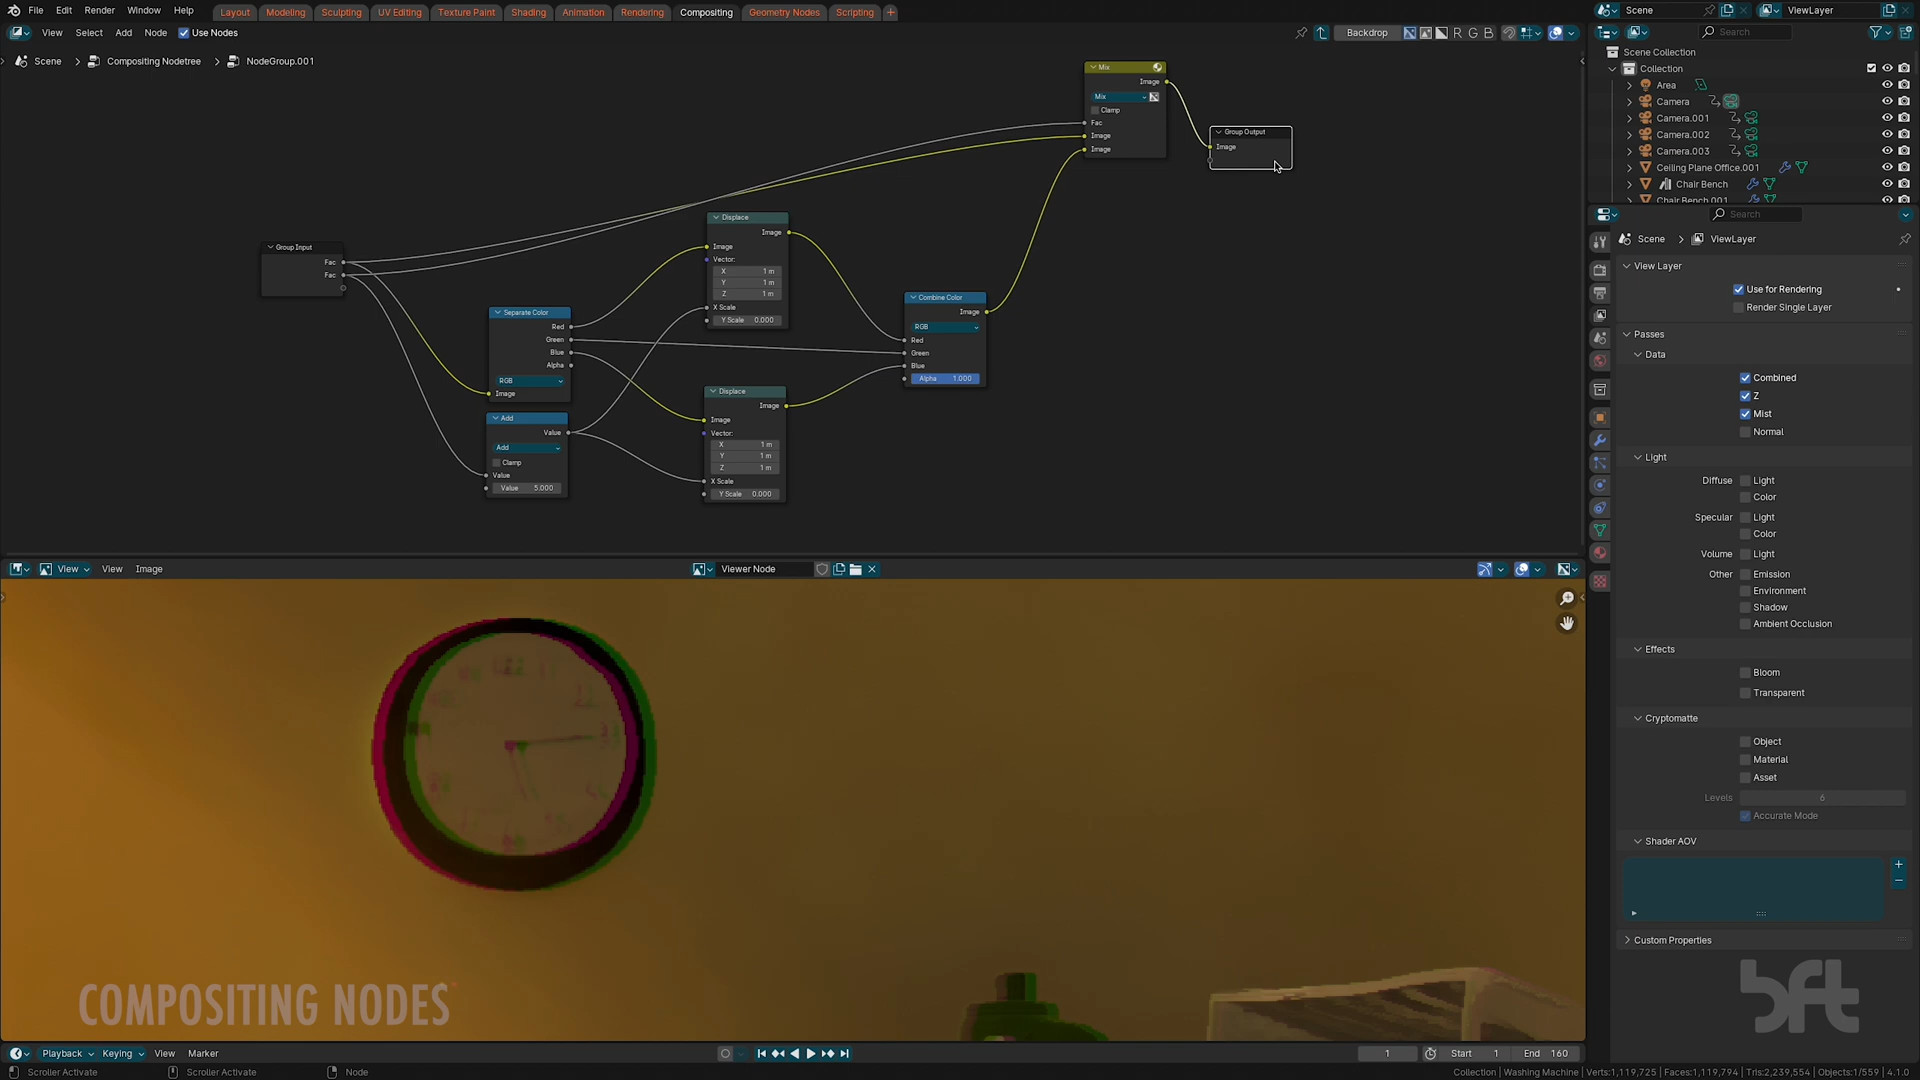 File Edit Render Window Help Layout Modeling Sculpting UV Editing Texture Paint Shading Animation Rendering Compositing Geometry Nodes Scripting + Scene ViewLayer
View Select Add Node Use Nodes Backdrop R G B Search
Scene > Compositing Nodetree > NodeGroup.001
Scene Collection
Collection
Area
Camera
Camera.001
Camera.002
Camera.003
Ceiling Plane Office.001
Chair Bench
Chair Bench.001
Mix
Image
Mix
Clamp
Fac
Image
Image
Group Output
Image
Group Input
Fac
Fac
Displace
Image
Image
Vector:
X 1 m
Y 1 m
Z 1 m
X Scale
Y Scale 0.000
Separate Color
Red
Green
Blue
Alpha
RGB
Image
Add
Value
Add
Clamp
Value
Value 5.000
Displace
Image
Image
Vector:
X 1 m
Y 1 m
Z 1 m
X Scale
Y Scale 0.000
Combine Color
Image
RGB
Red
Green
Blue
Alpha 1.000
Search
Scene > ViewLayer
View Layer
Use for Rendering
Render Single Layer
Passes
Data
Combined
Z
Mist
Normal
Light
Diffuse Light
Color
Specular Light
Color
Volume Light
Other Emission
Environment
Shadow
Ambient Occlusion
Effects
Bloom
Transparent
Cryptomatte
Object
Material
Asset
Levels 6
Accurate Mode
Shader AOV
Custom Properties
View View Image Viewer Node
COMPOSITING NODES
bft
Playback Keying View Marker 1 Start 1 End 160
Scroller Activate Scroller Activate Node Collection | Washing Machine | Verts:1,119,725 | Faces:1,119,794 | Tris:2,239,554 | Objects:1/559 | 4.1.0